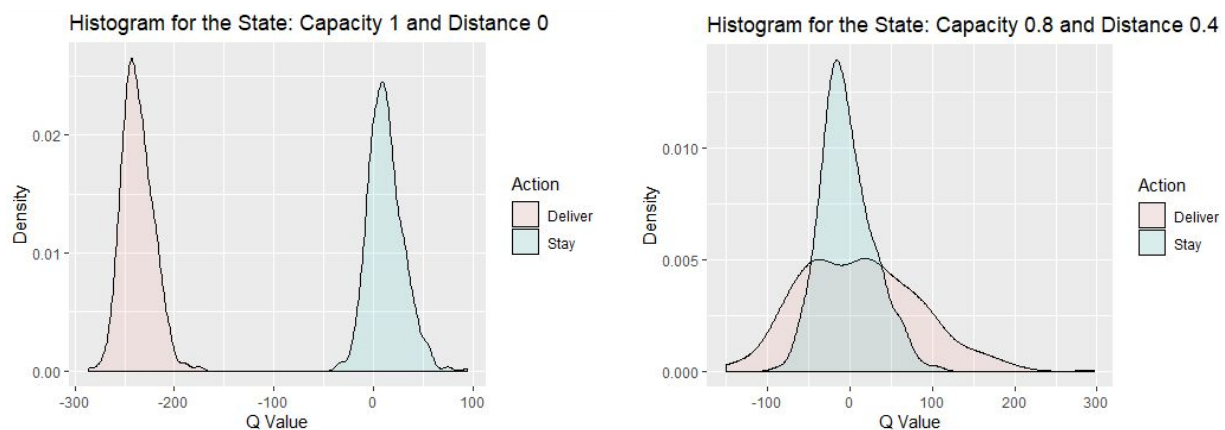 Histogram for the State: Capacity 1 and Distance 0
0.02
0.01
0.00
Density
-300
-200
-100
0
100
Q Value
Action
Deliver
Stay
Histogram for the State: Capacity 0.8 and Distance 0.4
0.010
0.005
0.000
Density
-100
0
100
200
300
Q Value
Action
Deliver
Stay